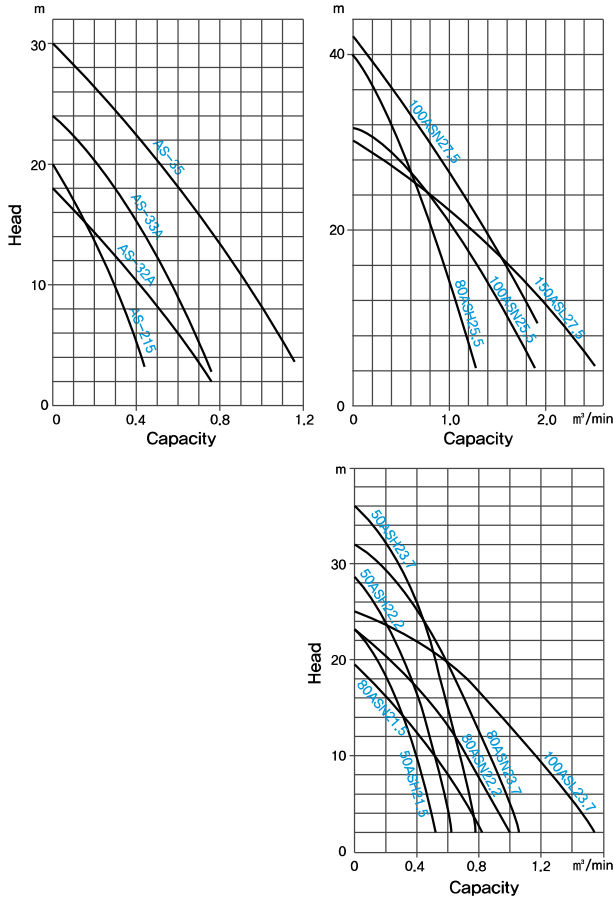 m
30
20
10
0
Head
AS-35
AS-33A
AS-32A
AS-215
0
0.4
0.8
1.2
Capacity
m
40
20
0
100ASN27.5
80ASH25.5
100ASN25.5
150ASL27.5
0
1.0
2.0
m³/min
Capacity
m
30
20
10
0
Head
50ASH23.7
50ASH22.2
80ASN21.5
50ASH21.5
80ASN22.2
80ASN23.7
100ASL23.7
0
0.4
0.8
1.2
m³/min
Capacity